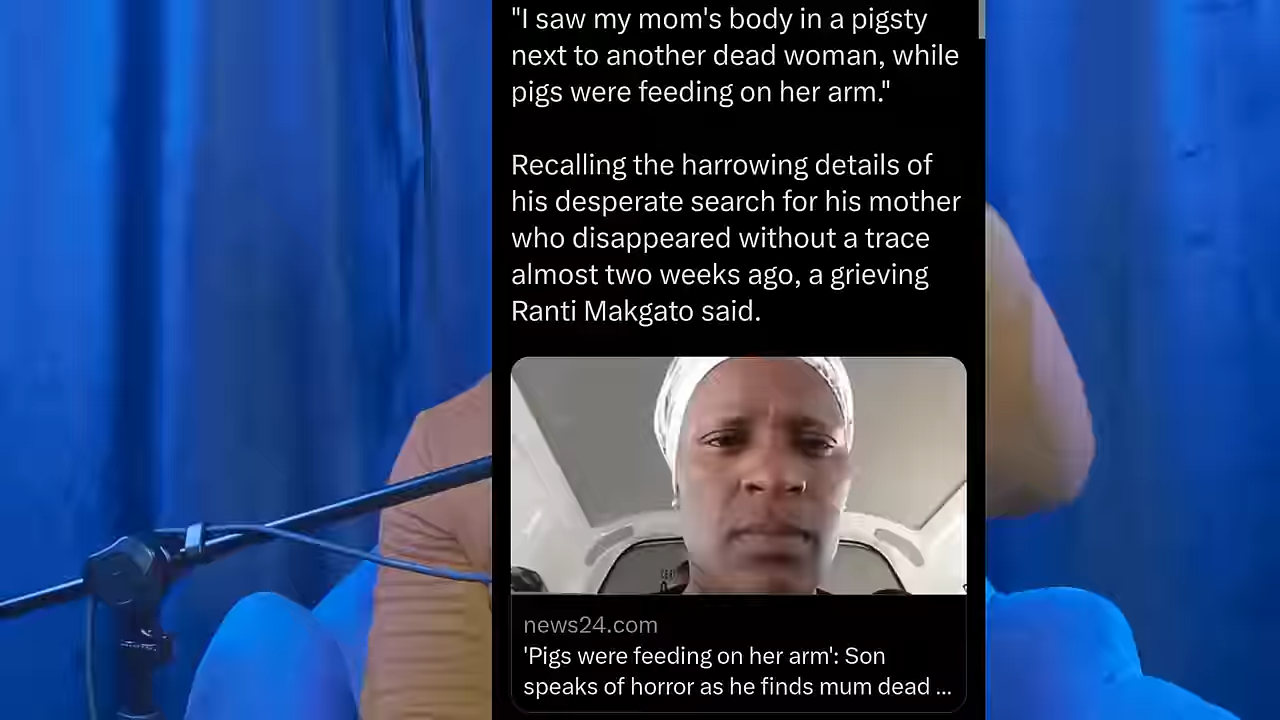 "I saw my mom's body in a pigsty
next to another dead woman, while
pigs were feeding on her arm."
Recalling the harrowing details of
his desperate search for his mother
who disappeared without a trace
almost two weeks ago, a grieving
Ranti Makgato said.
news24.com
'Pigs were feeding on her arm': Son
speaks of horror as he finds mum dead ...